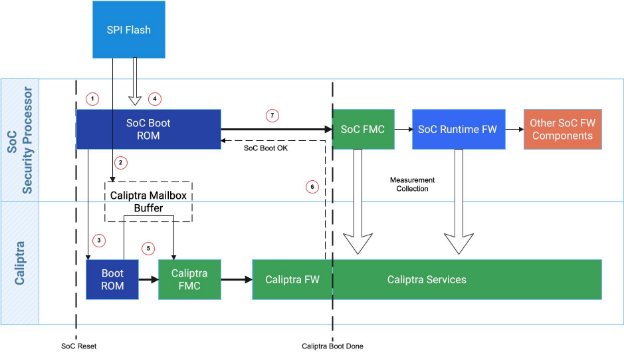 SPI Flash
SoC
Security Processor
1
4
SoC Boot
ROM
7
SoC FMC
SoC Runtime FW
Other SoC FW
Components
SoC Boot OK
2
6
Measurement
Collection
Caliptra Mailbox
Buffer
Caliptra
3
5
Boot
ROM
Caliptra
FMC
Caliptra FW
Caliptra Services
SoC Reset
Caliptra Boot Done